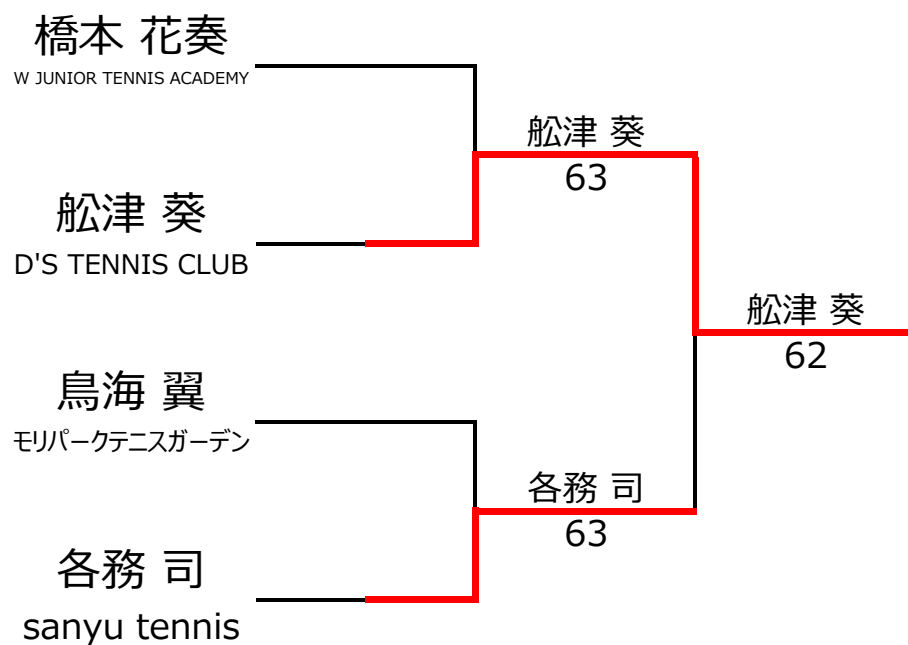 橋本 花奏
W JUNIOR TENNIS ACADEMY
舩津 葵
63
舩津 葵
D'S TENNIS CLUB
舩津 葵
62
鳥海 翼
モリパークテニスガーデン
各務 司
63
各務 司
sanyu tennis